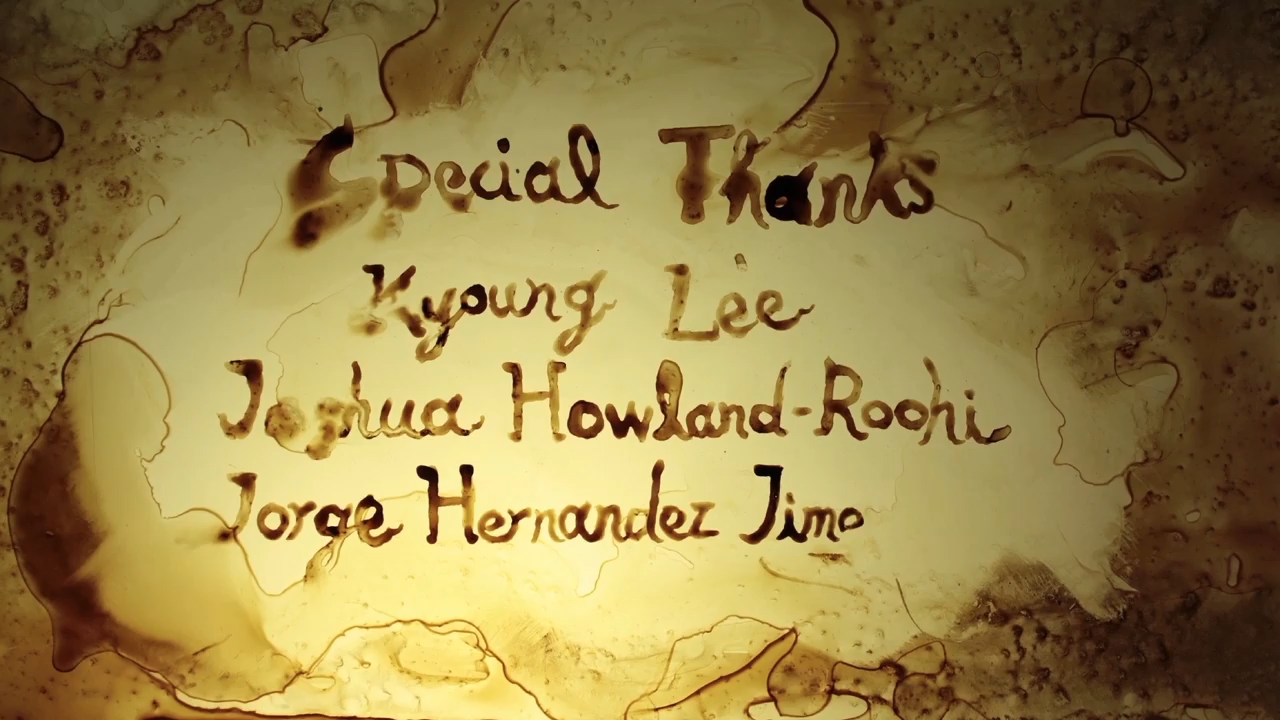 Special Thanks
Kyoung Lee
Joshua Howland-Roohi
Jorge Hernandez Jimo